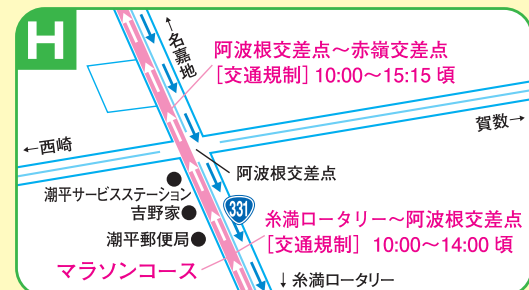 H
↑名嘉地
阿波根交差点〜赤嶺交差点
[交通規制] 10:00〜15:15 頃
←西崎
賀数→
阿波根交差点
潮平サービスステーション
吉野家
331
潮平郵便局
糸満ロータリー〜阿波根交差点
[交通規制] 10:00〜14:00 頃
マラソンコース
↓糸満ロータリー